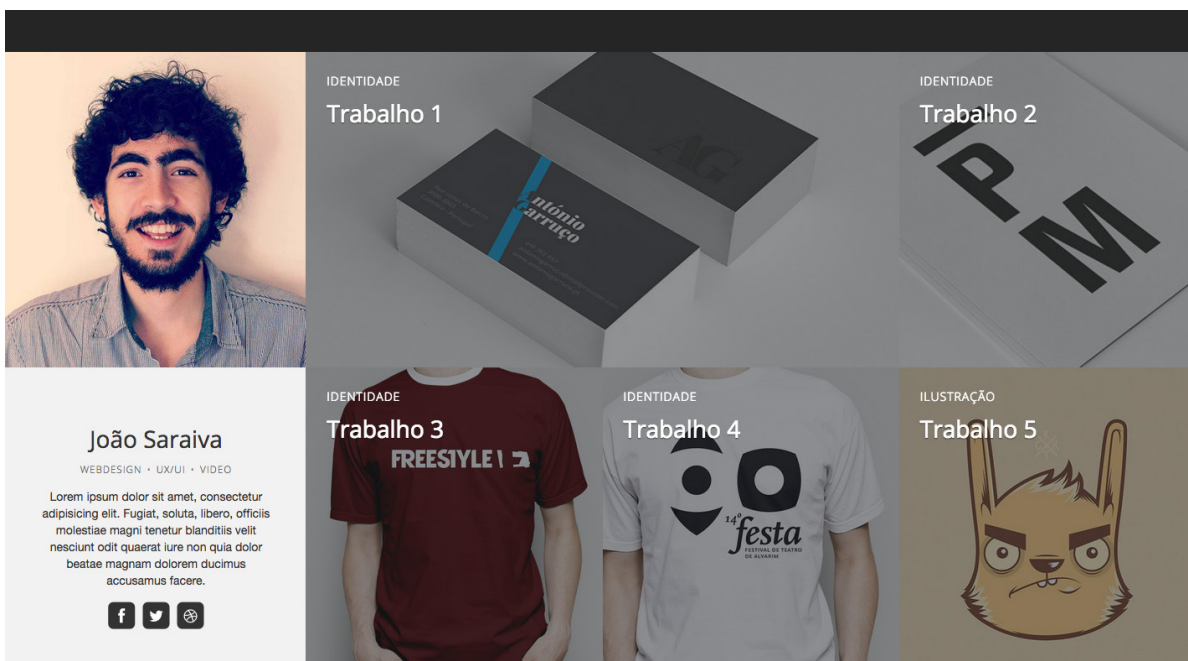 IDENTIDADE
Trabalho 1
AG
António
Carruço
IDENTIDADE
Trabalho 2
IPM
João Saraiva
WEBDESIGN • UX/UI • VIDEO
Lorem ipsum dolor sit amet, consectetur
adipisicing elit. Fugiat, soluta, libero, officiis
molestiae magni tenetur blanditiis velit
nesciunt odit quaerat iure non quia dolor
beatae magnam dolorem ducimus
accusamus facere.
IDENTIDADE
Trabalho 3
FREESTYLE !
IDENTIDADE
Trabalho 4
14º
festa
FESTIVAL DE TEATRO
DE ALVARIM
ILUSTRAÇÃO
Trabalho 5